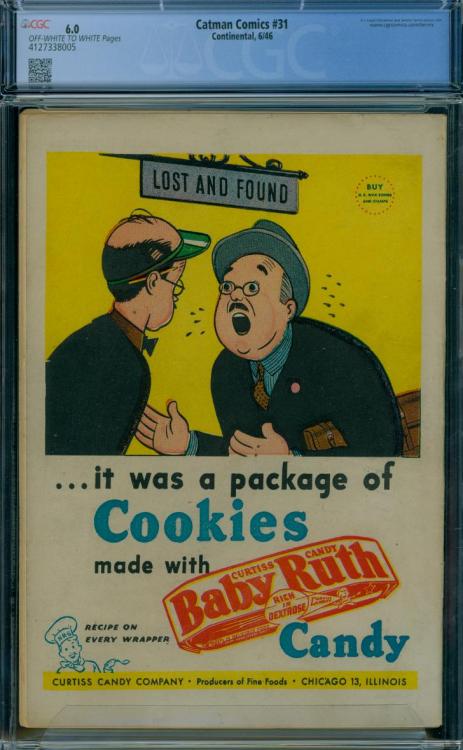 CGC
6.0
OFF-WHITE TO WHITE Pages
4127338005
Catman Comics #31
Continental, 6/46
CGC
LOST AND FOUND
BUY
U.S. WAR BONDS
AND STAMPS
...it was a package of
Cookies
made with
CURTISS CANDY
Baby Ruth
RICH
IN
DEXTROSE
Candy
RECIPE ON
EVERY WRAPPER
CURTISS CANDY COMPANY • Producers of Fine Foods • CHICAGO 13, ILLINOIS